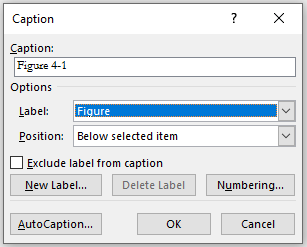 Caption ?
Caption:
Figure 4-1
Options
Label: Figure
Position: Below selected item
Exclude label from caption
New Label... Delete Label Numbering...
AutoCaption... OK Cancel